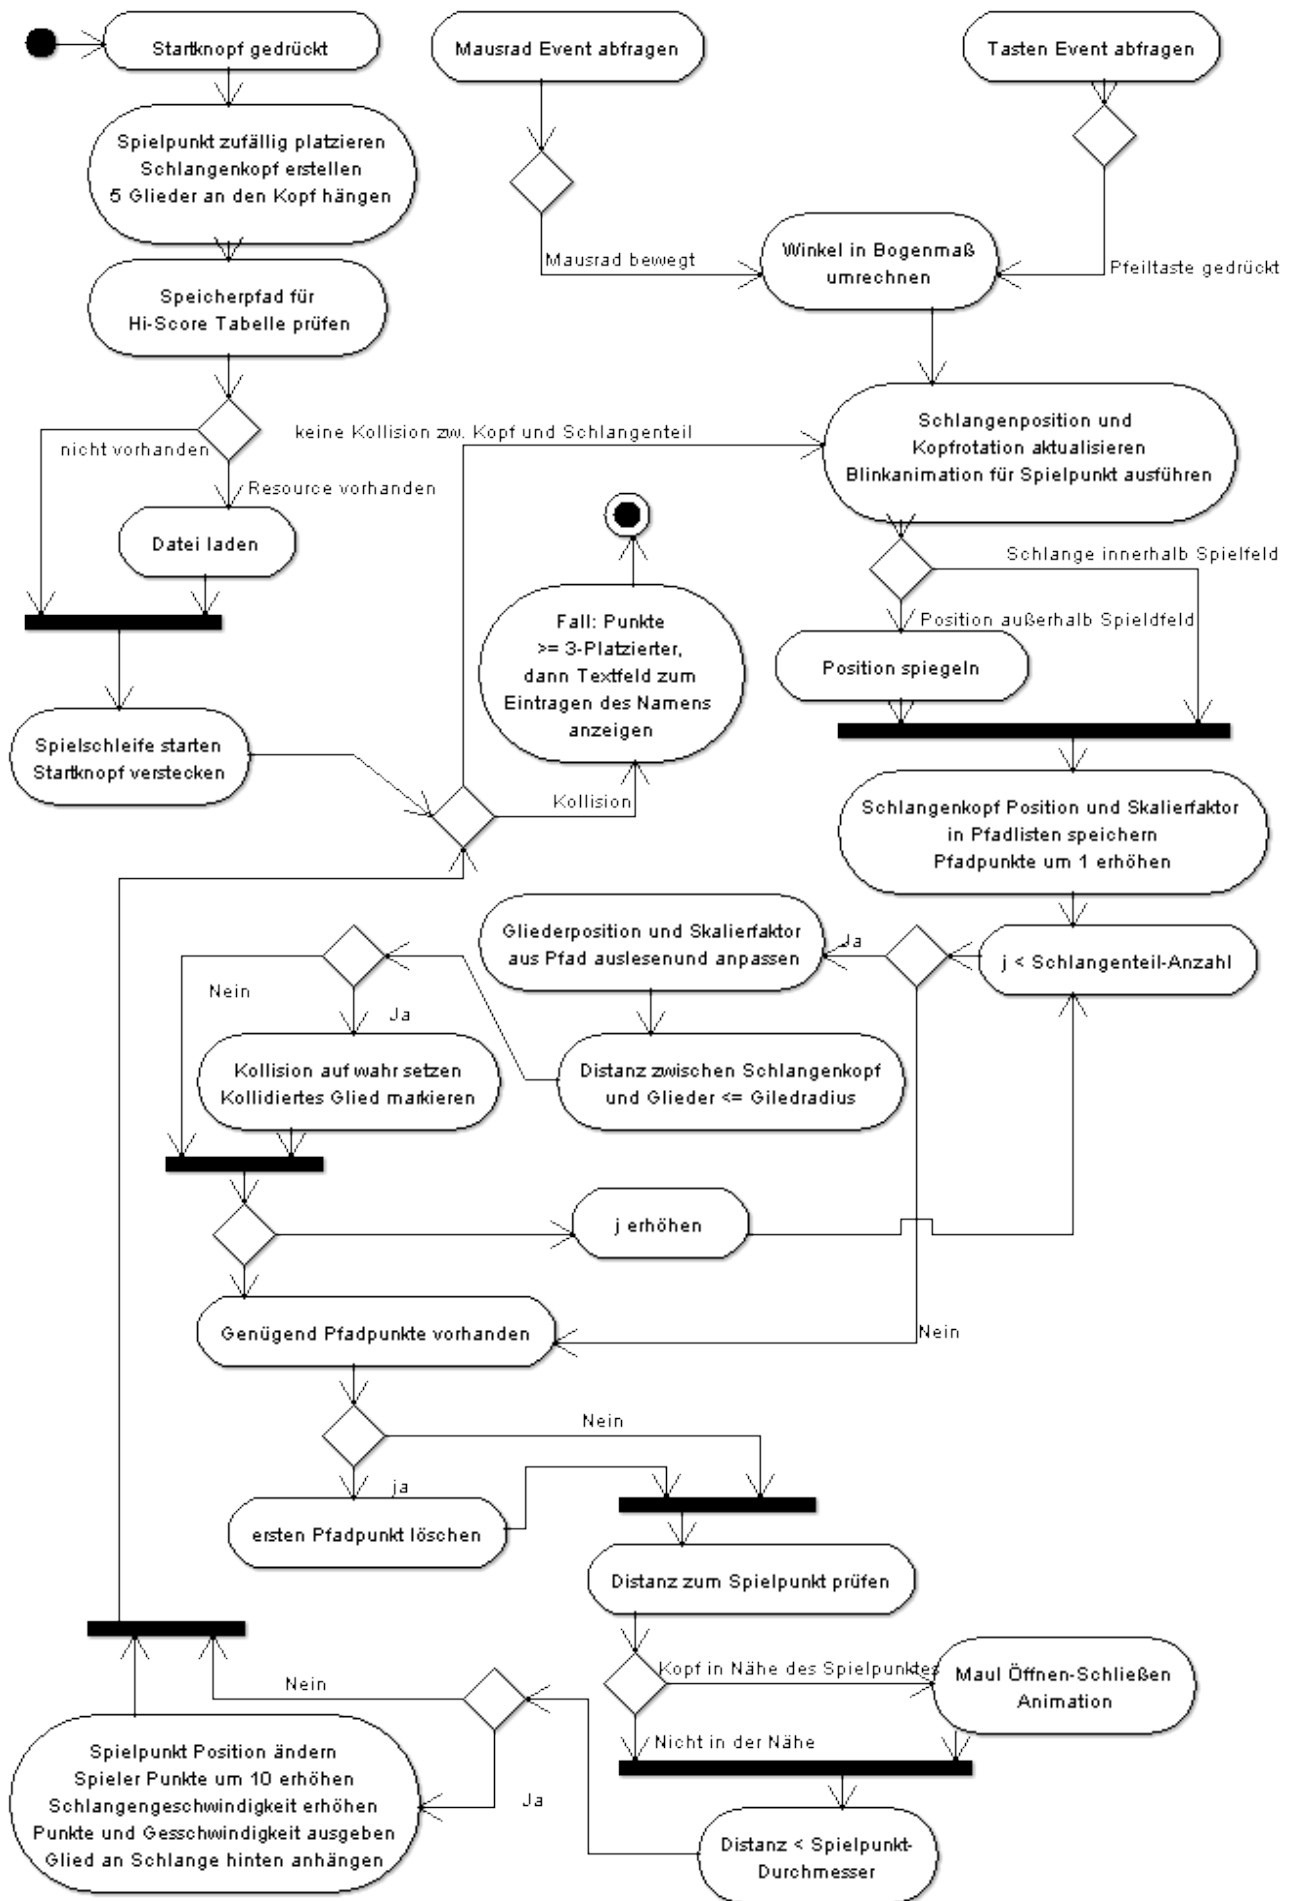 Startknopf gedrückt
Mausrad Event abfragen
Tasten Event abfragen
Spielpunkt zufällig platzieren
Schlangenkopf erstellen
5 Glieder an den Kopf hängen
Mausrad bewegt
Winkel in Bogenmaß
umrechnen
Pfeiltaste gedrückt
Speicherpfad für
Hi-Score Tabelle prüfen
nicht vorhanden
keine Kollision zw. Kopf und Schlangenteil
Resource vorhanden
Schlangenposition und
Kopfrotation aktualisieren
Blinkanimation für Spielpunkt ausführen
Datei laden
Schlange innerhalb Spielfeld
Position außerhalb Spieldfeld
Fall: Punkte
>= 3-Platzierter,
dann Textfeld zum
Eintragen des Namens
anzeigen
Position spiegeln
Spielschleife starten
Startknopf verstecken
Kollision
Schlangenkopf Position und Skalierfaktor
in Pfadlisten speichern
Pfadpunkte um 1 erhöhen
Gliederposition und Skalierfaktor
aus Pfad auslesenund anpassen
Ja
j < Schlangenteil-Anzahl
Nein
Ja
Kollision auf wahr setzen
Kollidiertes Glied markieren
Distanz zwischen Schlangenkopf
und Glieder <= Giledradius
j erhöhen
Genügend Pfadpunkte vorhanden
Nein
Nein
ja
ersten Pfadpunkt löschen
Distanz zum Spielpunkt prüfen
Kopf in Nähe des Spielpunktes
Maul Öffnen-Schließen
Animation
Nein
Nicht in der Nähe
Spielpunkt Position ändern
Spieler Punkte um 10 erhöhen
Schlangengeschwindigkeit erhöhen
Punkte und Gesschwindigkeit ausgeben
Glied an Schlange hinten anhängen
Ja
Distanz < Spielpunkt-
Durchmesser